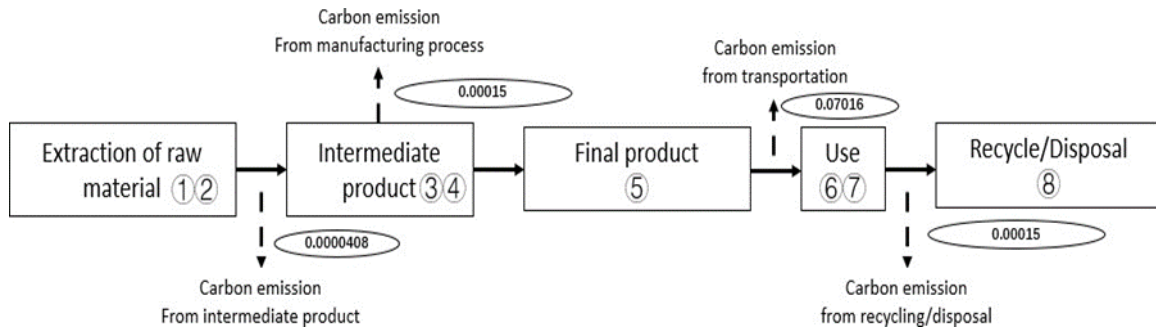 Carbon emission
From manufacturing process
0.00015
Carbon emission
from transportation
0.07016
Extraction of raw
material ①②
Intermediate
product ③④
Final product
⑤
Use
⑥⑦
Recycle/Disposal
⑧
0.0000408
Carbon emission
From intermediate product
0.00015
Carbon emission
from recycling/disposal